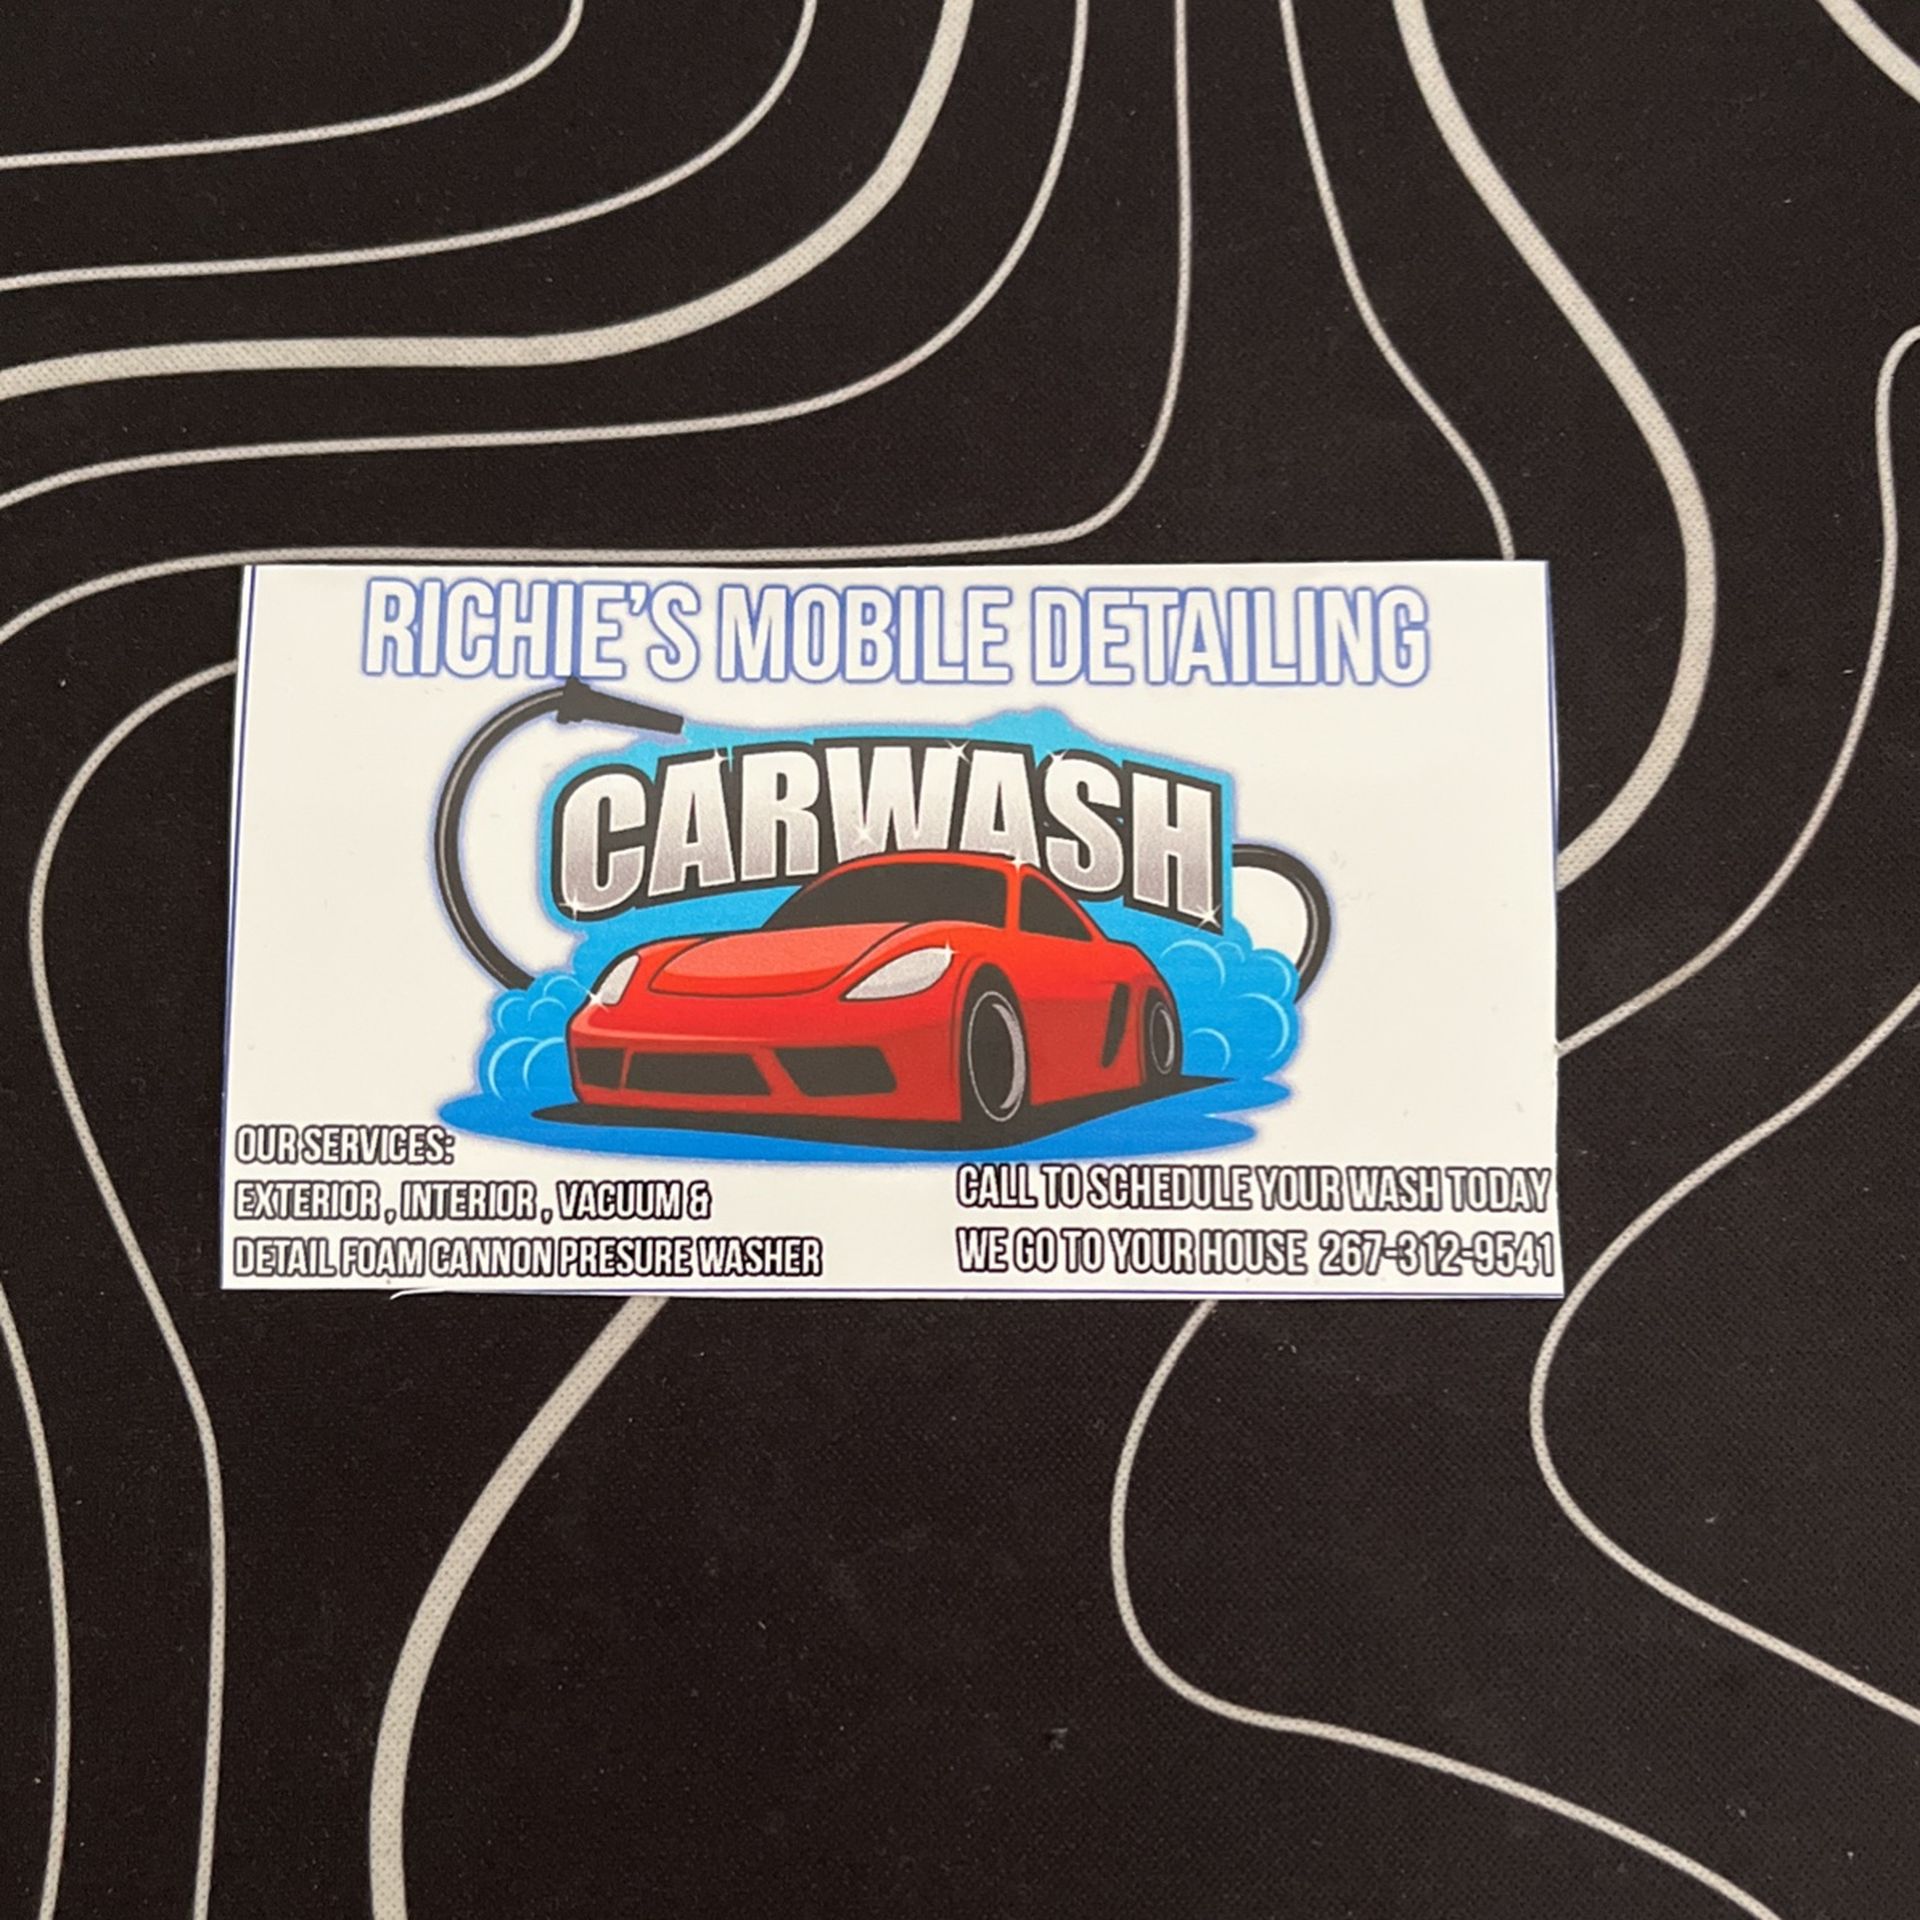 RICHIE'S MOBILE DETAILING
CARWASH
OUR SERVICES:
EXTERIOR , INTERIOR , VACUUM &
DETAIL FOAM CANNON PRESURE WASHER
CALL TO SCHEDULE YOUR WASH TODAY
WE GO TO YOUR HOUSE 267-312-9541